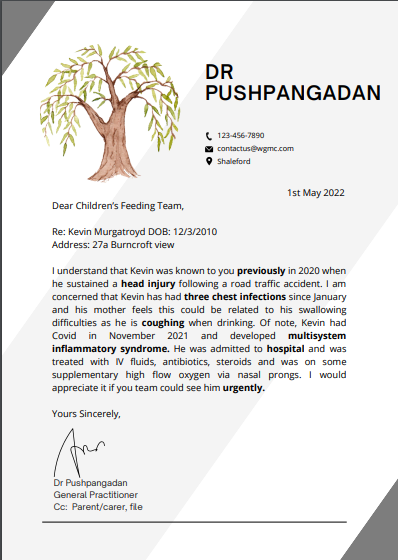 DR
PUSHPANGADAN
123-456-7890
contactus@wgmc.com
Shaleford
1st May 2022
Dear Children's Feeding Team,
Re: Kevin Murgatroyd DOB: 12/3/2010
Address: 27a Burncroft view
I understand that Kevin was known to you previously in 2020 when
he sustained a head injury following a road traffic accident. I am
concerned that Kevin has had three chest infections since January
and his mother feels this could be related to his swallowing
difficulties as he is coughing when drinking. Of note, Kevin had
Covid in November 2021 and developed multisystem
inflammatory syndrome. He was admitted to hospital and was
treated with IV fluids, antibiotics, steroids and was on some
supplementary high flow oxygen via nasal prongs. I would
appreciate it if you team could see him urgently.
Yours Sincerely,
Dr Pushpangadan
General Practitioner
Cc: Parent/carer, file